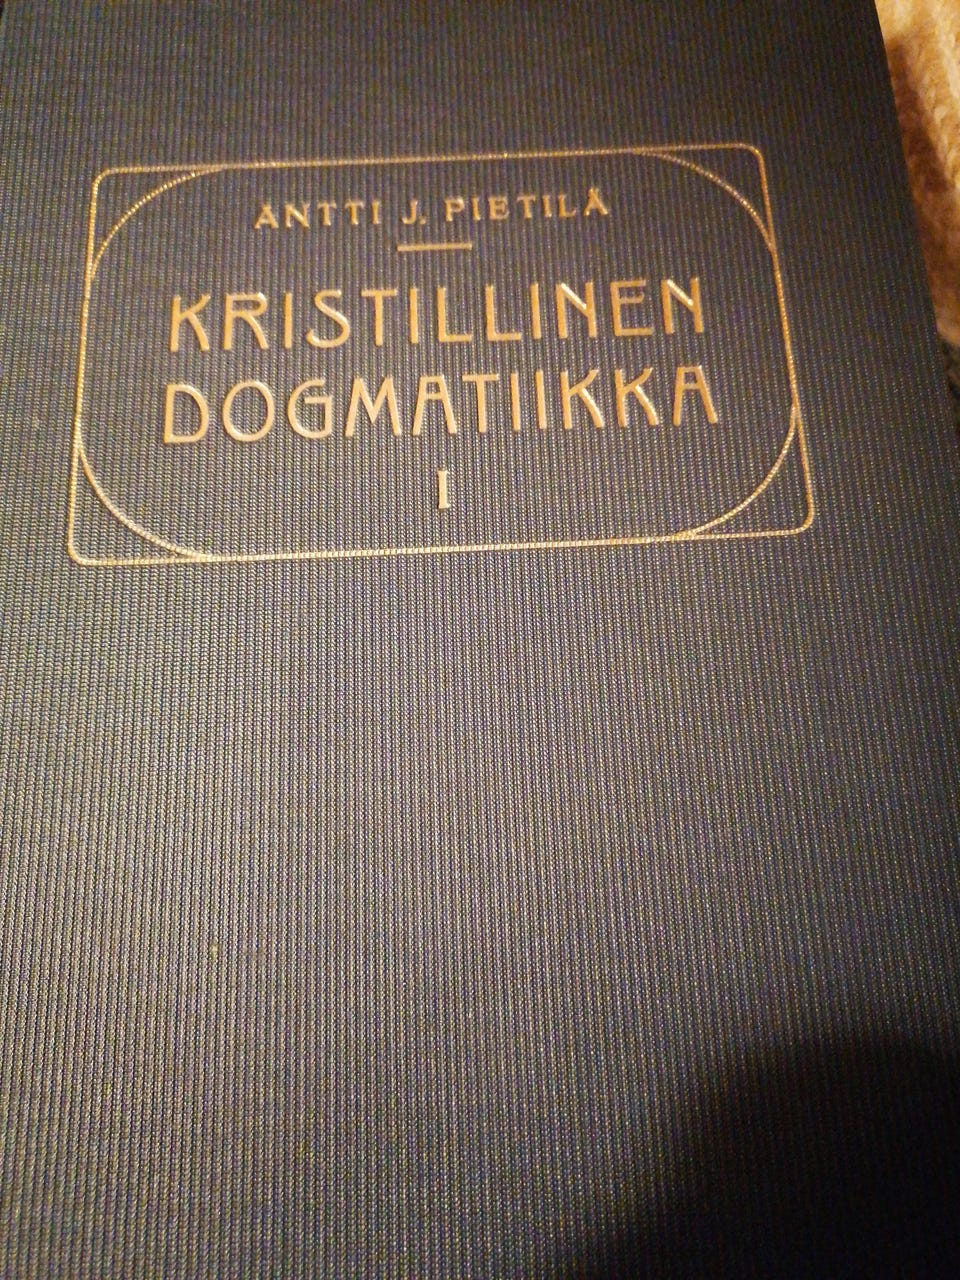 ANTTI J. PIETILÄ
KRISTILLINEN
DOGMATIIKKA
I